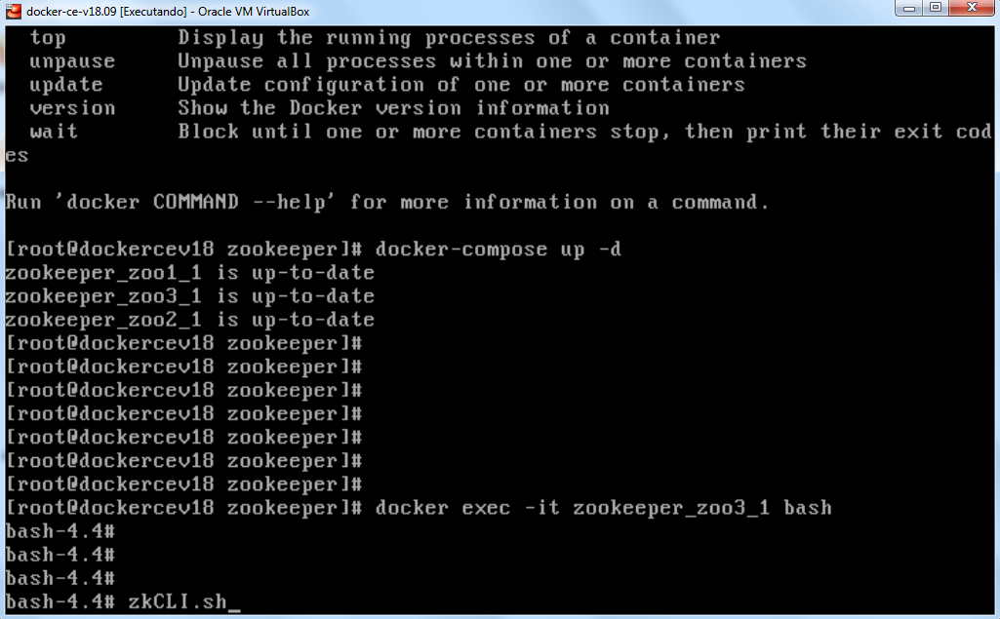 docker-ce-v18.09 [Executando] - Oracle VM VirtualBox
top Display the running processes of a container
unpause Unpause all processes within one or more containers
update Update configuration of one or more containers
version Show the Docker version information
wait Block until one or more containers stop, then print their exit cod
es
Run 'docker COMMAND --help' for more information on a command.
[root@dockercev18 zookeeper]# docker-compose up -d
zookeeper_zoo1_1 is up-to-date
zookeeper_zoo3_1 is up-to-date
zookeeper_zoo2_1 is up-to-date
[root@dockercev18 zookeeper]#
[root@dockercev18 zookeeper]#
[root@dockercev18 zookeeper]#
[root@dockercev18 zookeeper]#
[root@dockercev18 zookeeper]#
[root@dockercev18 zookeeper]#
[root@dockercev18 zookeeper]#
[root@dockercev18 zookeeper]# docker exec -it zookeeper_zoo3_1 bash
bash-4.4#
bash-4.4#
bash-4.4#
bash-4.4# zkCLI.sh_